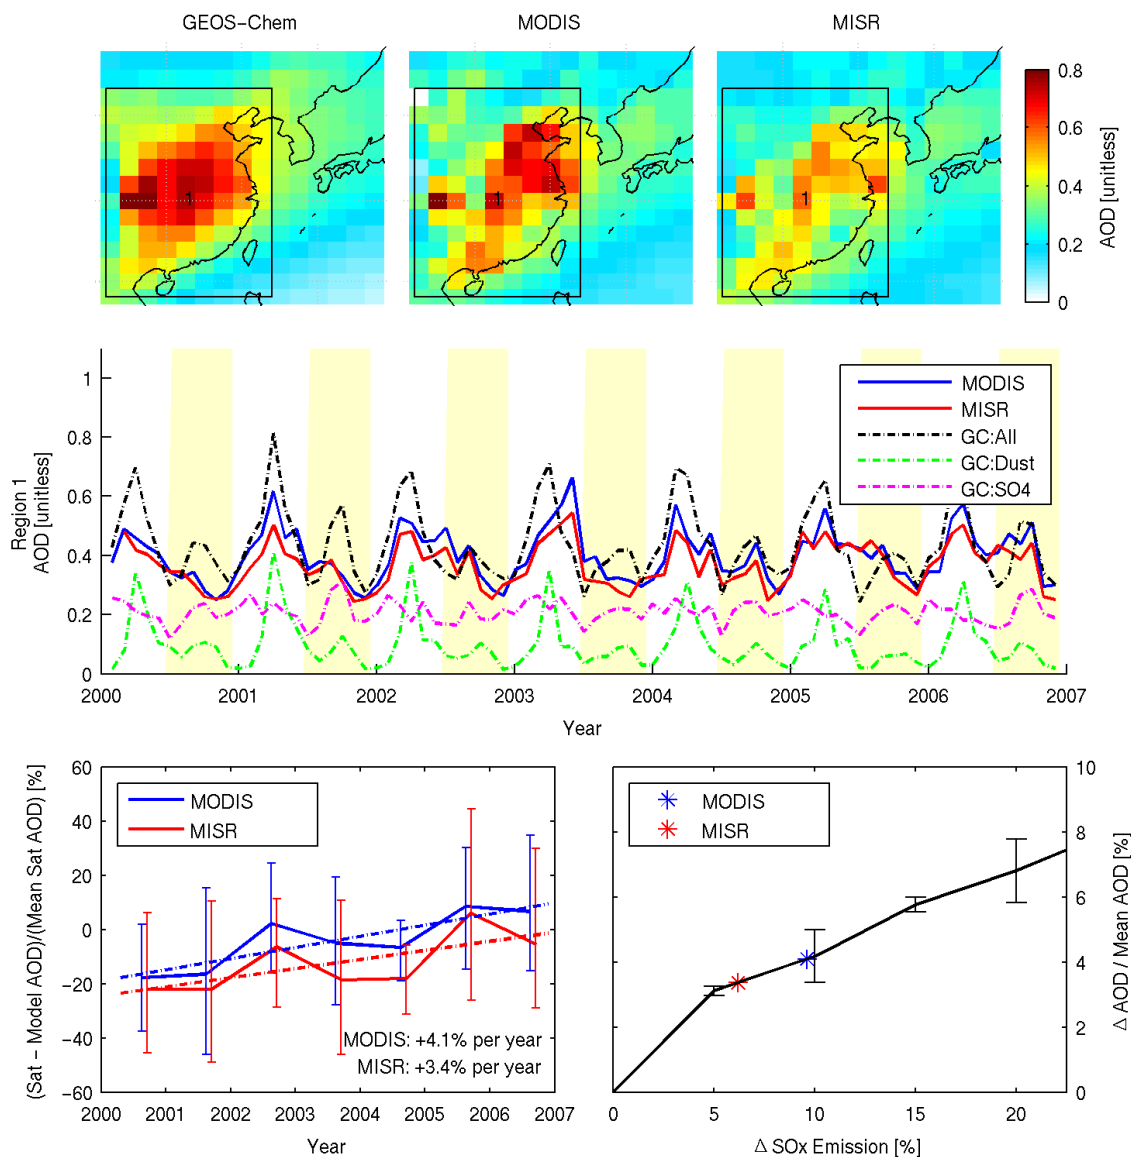 GEOS-Chem
MODIS
MISR
1
1
1
0.8
0.6
0.4
0.2
0
AOD [unitless]
Region 1
AOD [unitless]
1
0.8
0.6
0.4
0.2
0
MODIS
MISR
GC:All
GC:Dust
GC:SO4
2000 2001 2002 2003 2004 2005 2006 2007
Year
(Sat - Model AOD)/(Mean Sat AOD) [%]
60
40
20
0
-20
-40
-60
MODIS
MISR
MODIS: +4.1% per year
MISR: +3.4% per year
2000 2001 2002 2003 2004 2005 2006 2007
Year
MODIS
MISR
10
8
6
4
2
0
Δ AOD / Mean AOD [%]
0 5 10 15 20
Δ SOx Emission [%]